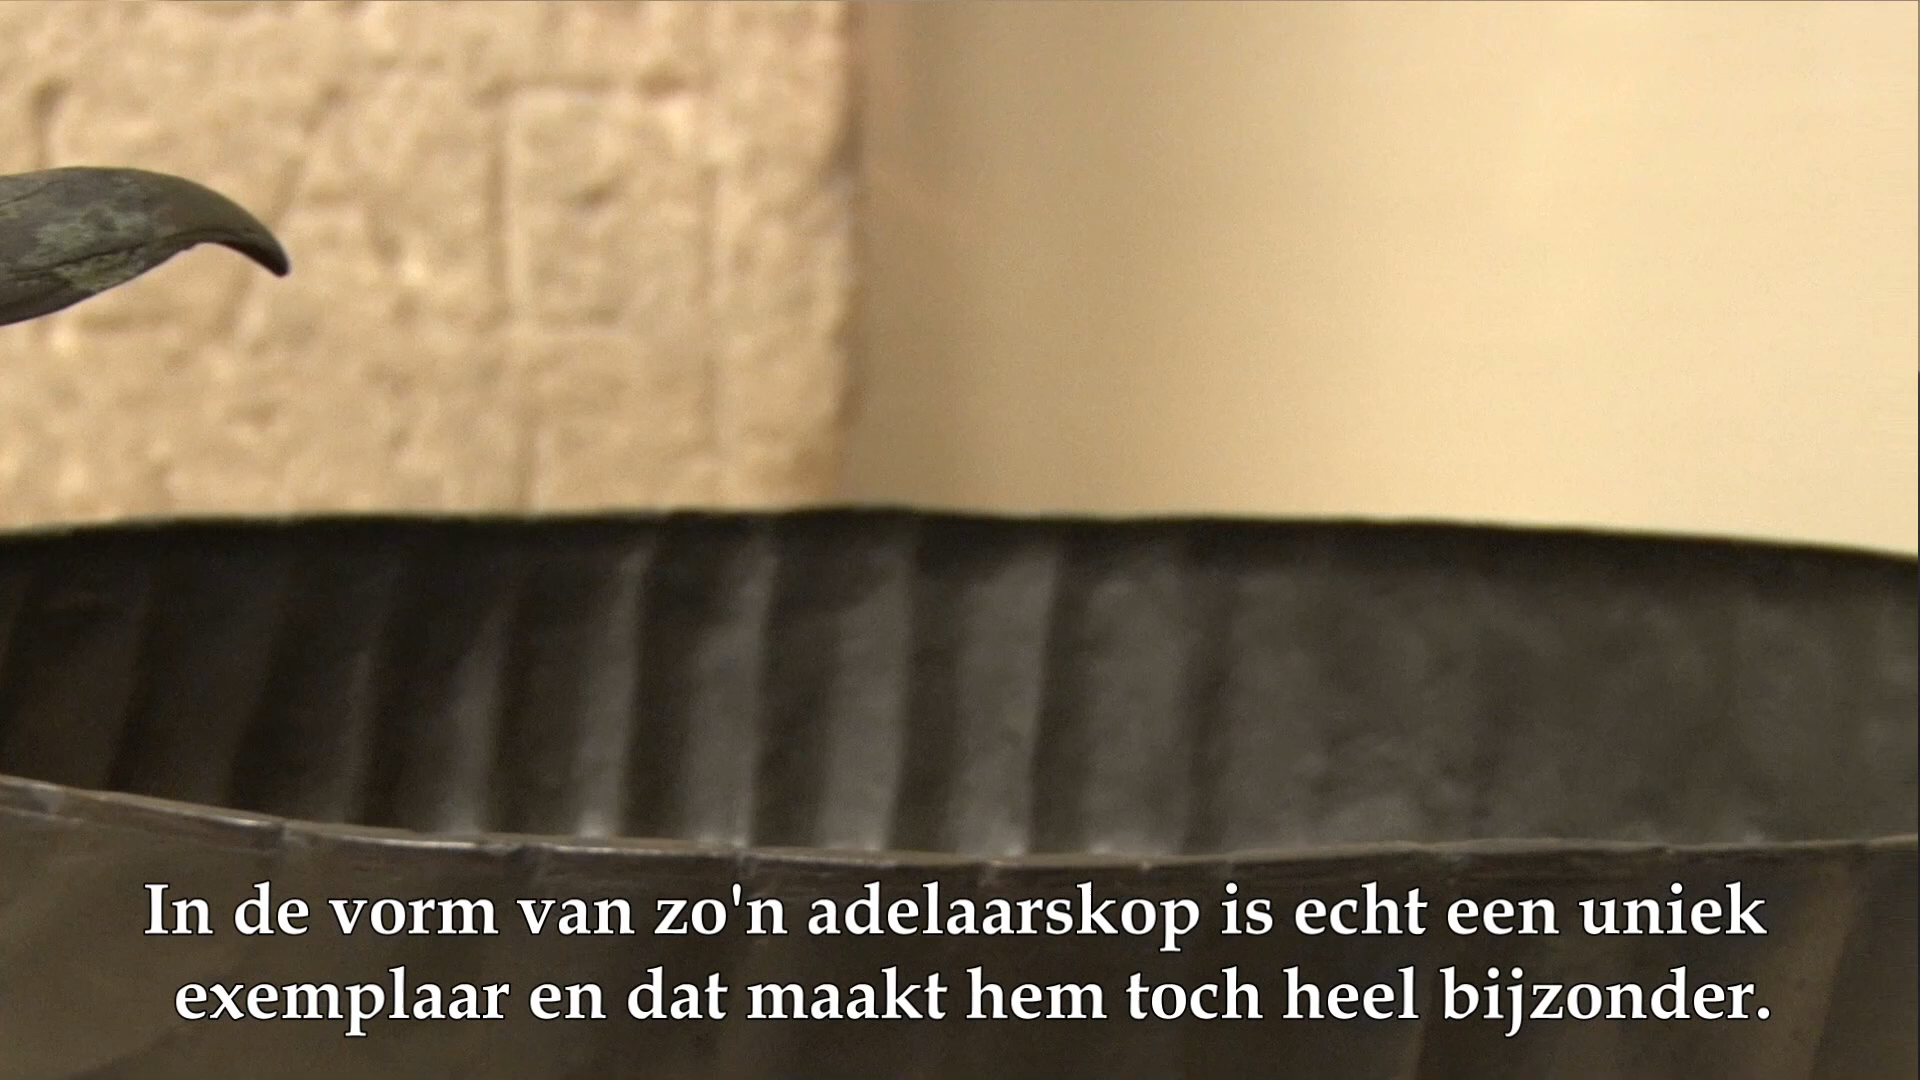 In de vorm van zo'n adelaarskop is echt een uniek
exemplaar en dat maakt hem toch heel bijzonder.